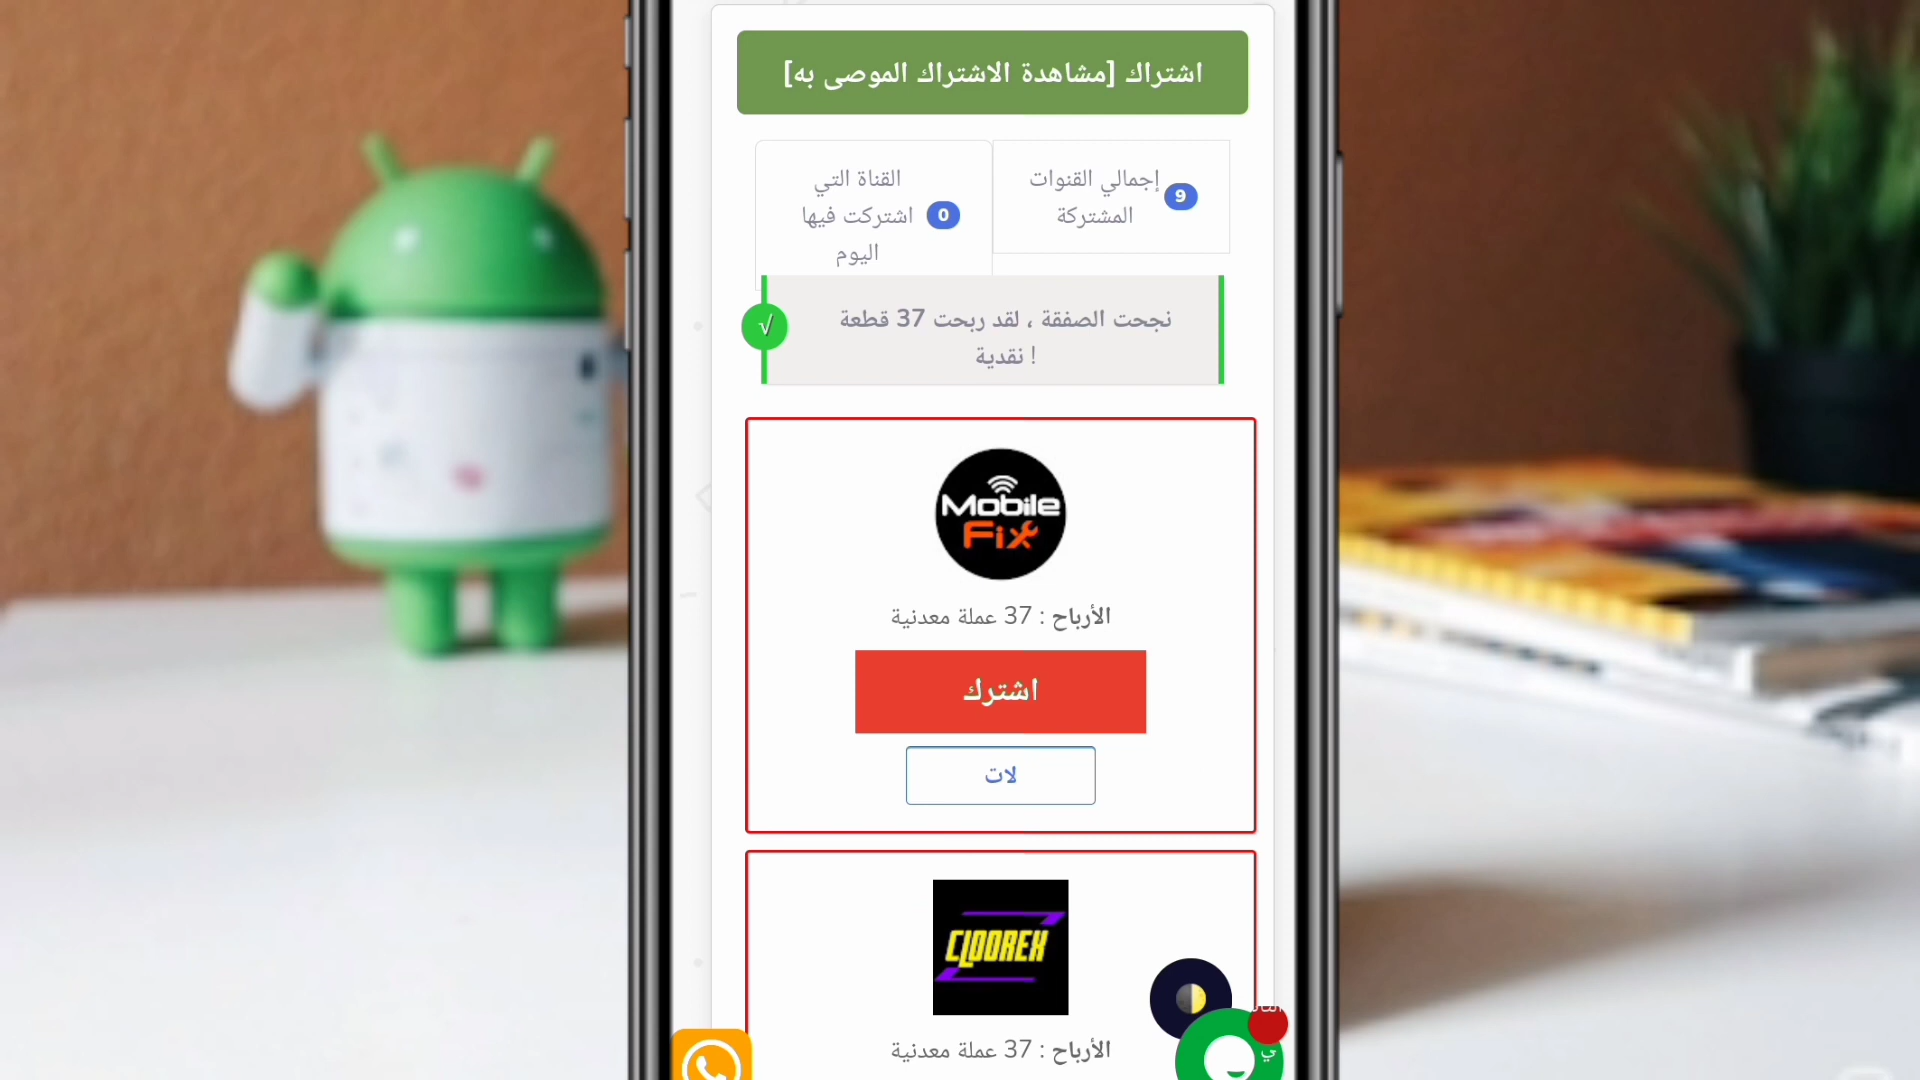 اشتراك [مشاهدة الاشتراك الموصى به]
9
إجمالي القنوات
المشتركة
0
القناة التي
اشتركت فيها
اليوم
√
نجحت الصفقة ، لقد ربحت 37 قطعة
نقدية !
Mobile
Fix
الأرباح : 37 عملة معدنية
اشترك
لات
CLOOREX
الأرباح : 37 عملة معدنية